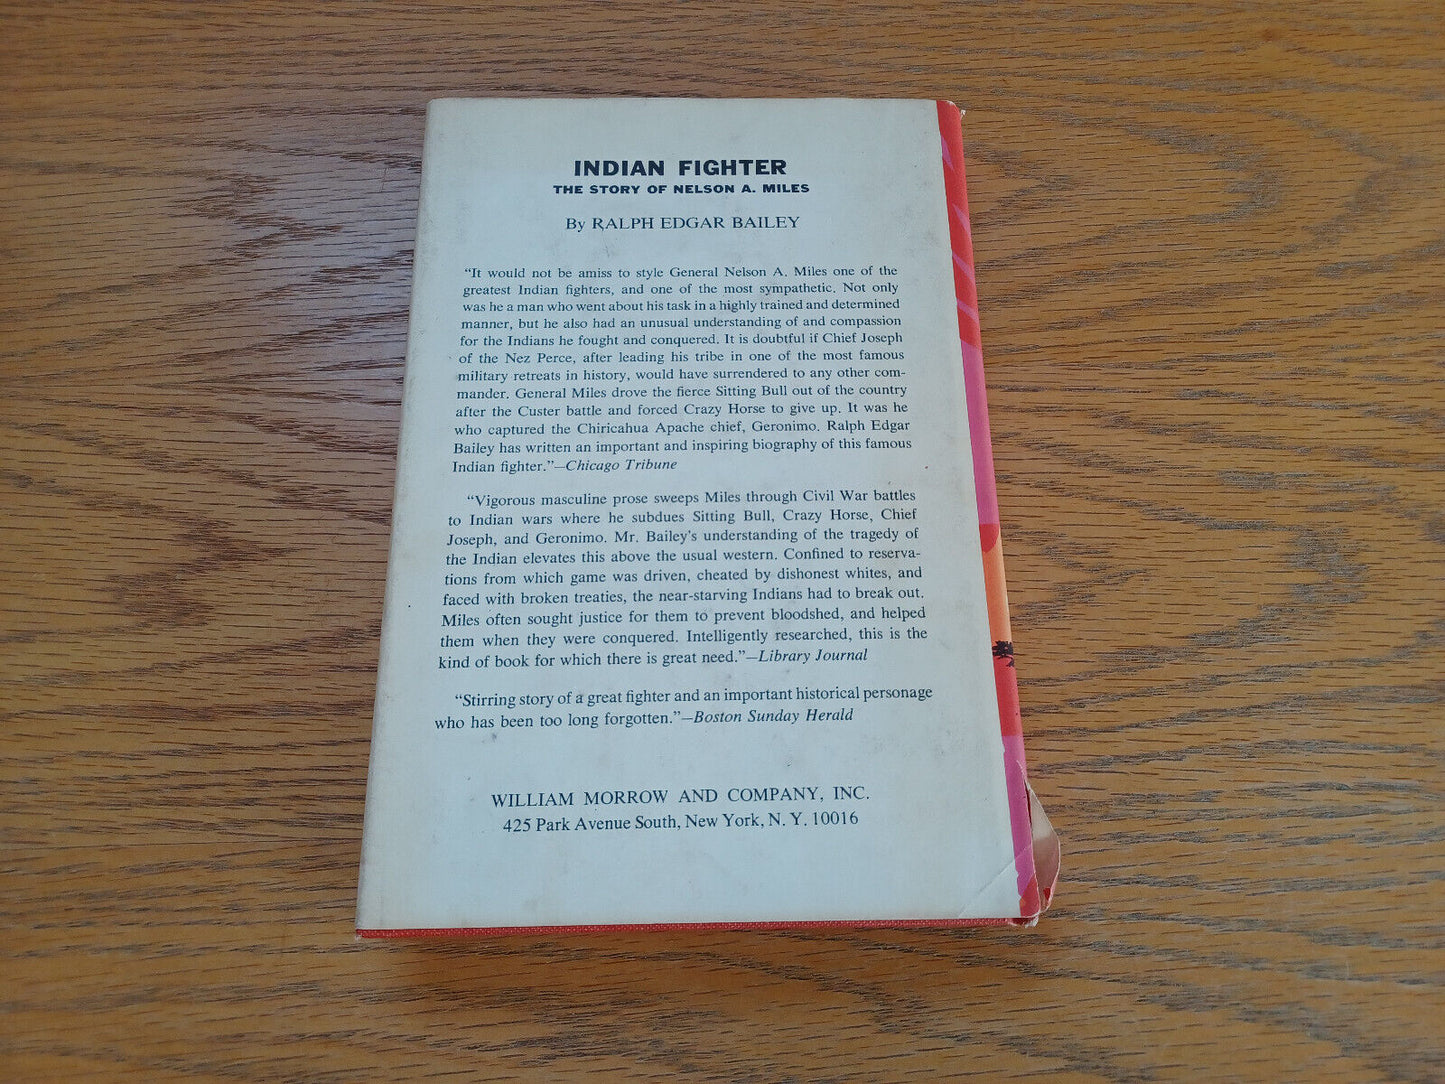 INDIAN FIGHTER
THE STORY OF NELSON A. MILES
By RALPH EDGAR BAILEY
“It would not be amiss to style General Nelson A. Miles one of the
greatest Indian fighters, and one of the most sympathetic. Not only
was he a man who went about his task in a highly trained and determined
manner, but he also had an unusual understanding of and compassion
for the Indians he fought and conquered. It is doubtful if Chief Joseph
of the Nez Perce, after leading his tribe in one of the most famous
military retreats in history, would have surrendered to any other com-
mander. General Miles drove the fierce Sitting Bull out of the country
after the Custer battle and forced Crazy Horse to give up. It was he
who captured the Chiricahua Apache chief, Geronimo. Ralph Edgar
Bailey has written an important and inspiring biography of this famous
Indian fighter.”—Chicago Tribune
“Vigorous masculine prose sweeps Miles through Civil War battles
to Indian wars where he subdues Sitting Bull, Crazy Horse, Chief
Joseph, and Geronimo. Mr. Bailey's understanding of the tragedy of
the Indian elevates this above the usual western. Confined to reserva-
tions from which game was driven, cheated by dishonest whites, and
faced with broken treaties, the near-starving Indians had to break out.
Miles often sought justice for them to prevent bloodshed, and helped
them when they were conquered. Intelligently researched, this is the
kind of book for which there is great need.”—Library Journal
“Stirring story of a great fighter and an important historical personage
who has been too long forgotten.”—Boston Sunday Herald
WILLIAM MORROW AND COMPANY, INC.
425 Park Avenue South, New York, N. Y. 10016